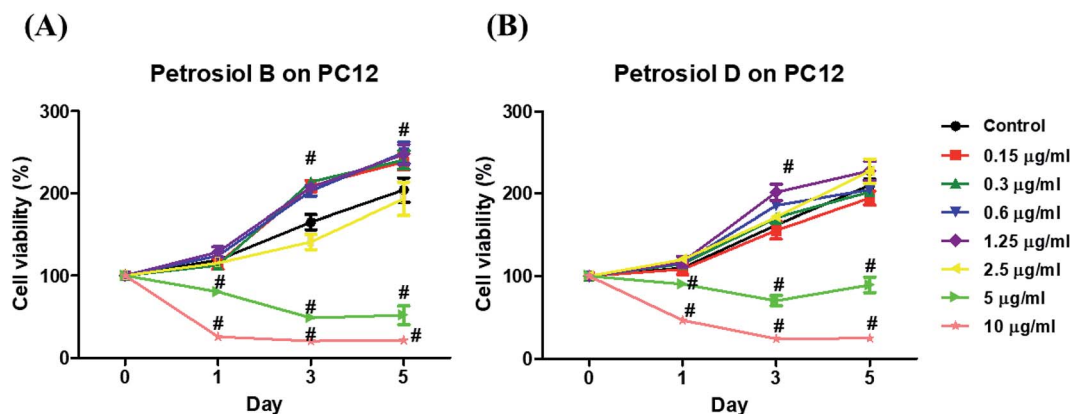 (A)
(B)
Petrosiol B on PC12
Petrosiol D on PC12
Cell viability (%)
300
200
100
0
#
#
#
#
#
#
#
#
0
1
3
5
Day
Cell viability (%)
300
200
100
0
#
#
#
#
#
#
#
0
1
3
5
Day
Control
0.15 µg/ml
0.3 µg/ml
0.6 µg/ml
1.25 µg/ml
2.5 µg/ml
5 µg/ml
10 µg/ml